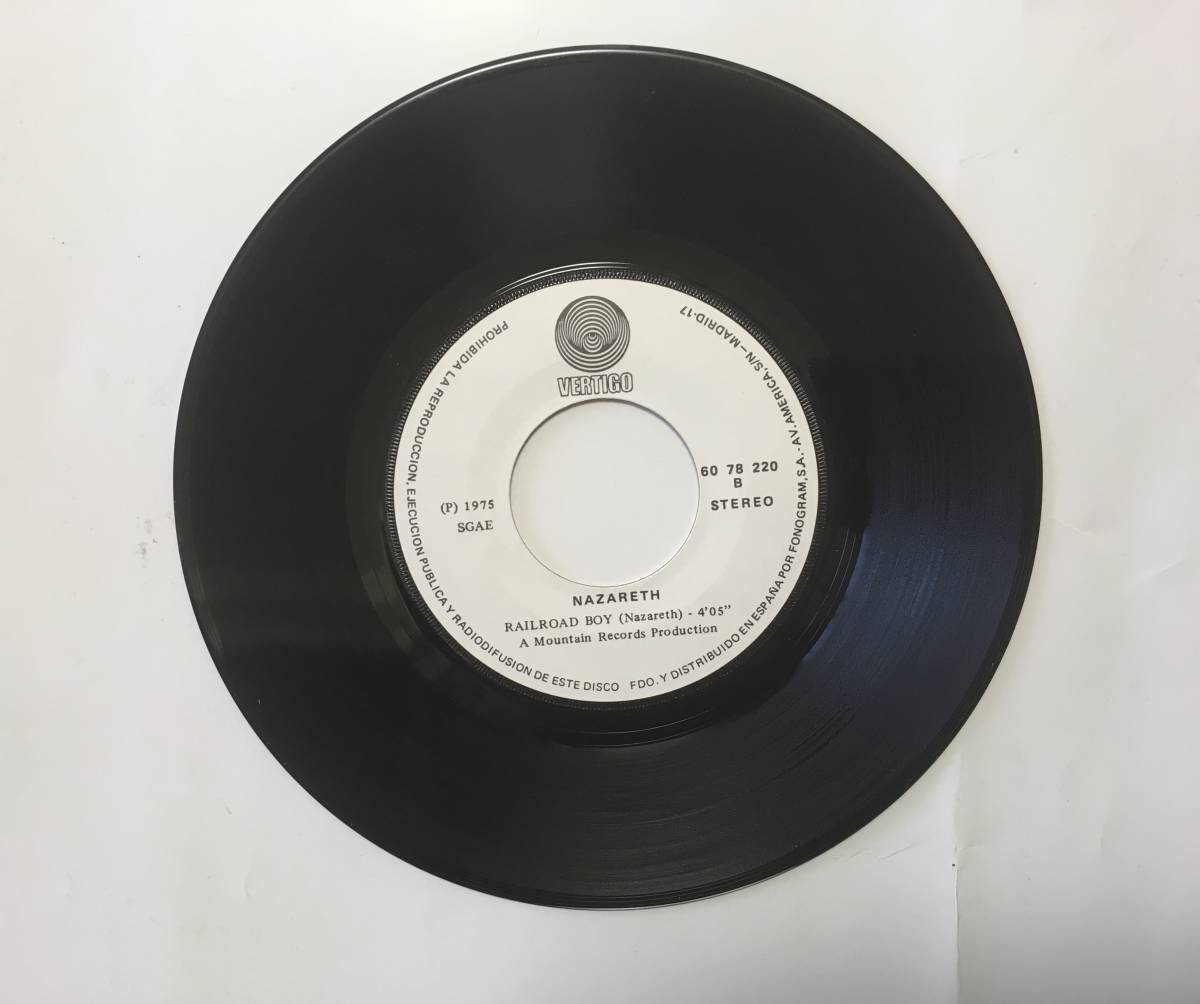 VERTIGO
60 78 220
B
STEREO
(P) 1975
SGAE
NAZARETH
RAILROAD BOY (Nazareth) - 4'05"
A Mountain Records Production
PROHIBIDA LA REPRODUCCION, EJECUCION PUBLICA Y RADIODIFUSION DE ESTE DISCO FDO. Y DISTRIBUIDO EN ESPAÑA POR FONOGRAM, S.A. - AV. AMERICA, S/N - MADRID-17